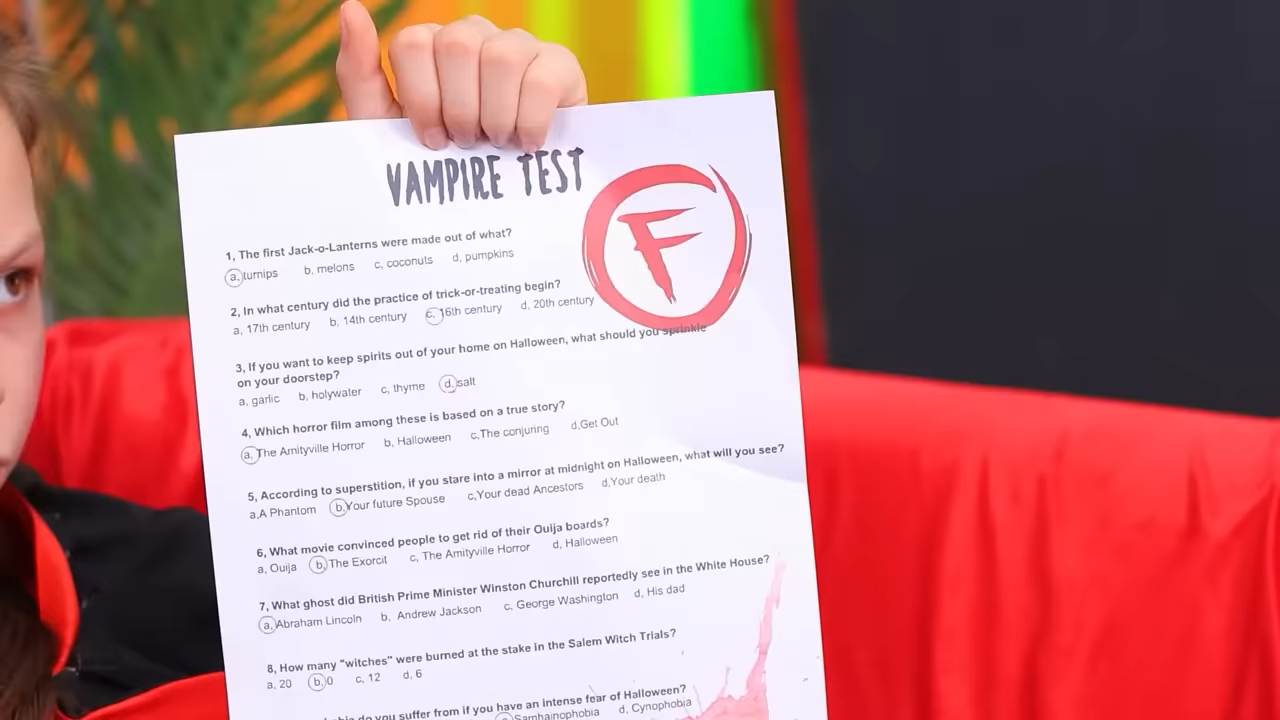 VAMPIRE TEST
F
1, The first Jack-o-Lanterns were made out of what?
a, turnips b, melons c, coconuts d, pumpkins
2, In what century did the practice of trick-or-treating begin?
a, 17th century b, 14th century c, 16th century d, 20th century
3, If you want to keep spirits out of your home on Halloween, what should you sprinkle
on your doorstep?
a, garlic b, holywater c, thyme d, salt
4, Which horror film among these is based on a true story?
a, The Amityville Horror b, Halloween c,The conjuring d,Get Out
5, According to superstition, if you stare into a mirror at midnight on Halloween, what will you see?
a,A Phantom b,Your future Spouse c,Your dead Ancestors d,Your death
6, What movie convinced people to get rid of their Ouija boards?
a, Ouija b, The Exorcit c, The Amityville Horror d, Halloween
7, What ghost did British Prime Minister Winston Churchill reportedly see in the White House?
a, Abraham Lincoln b, Andrew Jackson c, George Washington d, His dad
8, How many "witches" were burned at the stake in the Salem Witch Trials?
a, 20 b, 0 c, 12 d, 6
do you suffer from if you have an intense fear of Halloween?
Samhainophobia d, Cynophobia